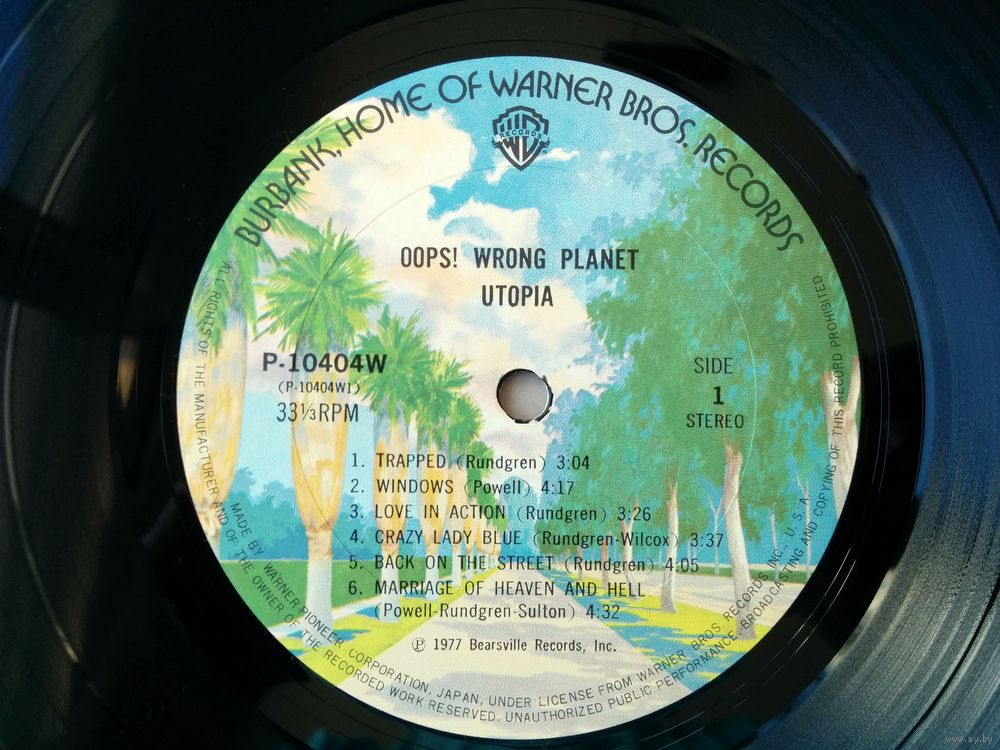 BURBANK, HOME OF WARNER BROS. RECORDS
WB
RECORDS
OOPS! WRONG PLANET
UTOPIA
P-10404W
(P-10404W1)
33⅓RPM
SIDE
1
STEREO
1. TRAPPED (Rundgren) 3:04
2. WINDOWS (Powell) 4:17
3. LOVE IN ACTION (Rundgren) 3:26
4. CRAZY LADY BLUE (Rundgren-Wilcox) 3:37
5. BACK ON THE STREET (Rundgren) 4:05
6. MARRIAGE OF HEAVEN AND HELL
(Powell-Rundgren-Sulton) 4:32
Ⓟ 1977 Bearsville Records, Inc.
MADE BY WARNER-PIONEER CORPORATION, JAPAN, UNDER LICENSE FROM WARNER BROS. RECORDS INC., U.S.A.
ALL RIGHTS OF THE MANUFACTURER AND OF THE OWNER OF THE RECORDED WORK RESERVED. UNAUTHORIZED PUBLIC PERFORMANCE, BROADCASTING AND COPYING OF THIS RECORD PROHIBITED.
www.ay.by